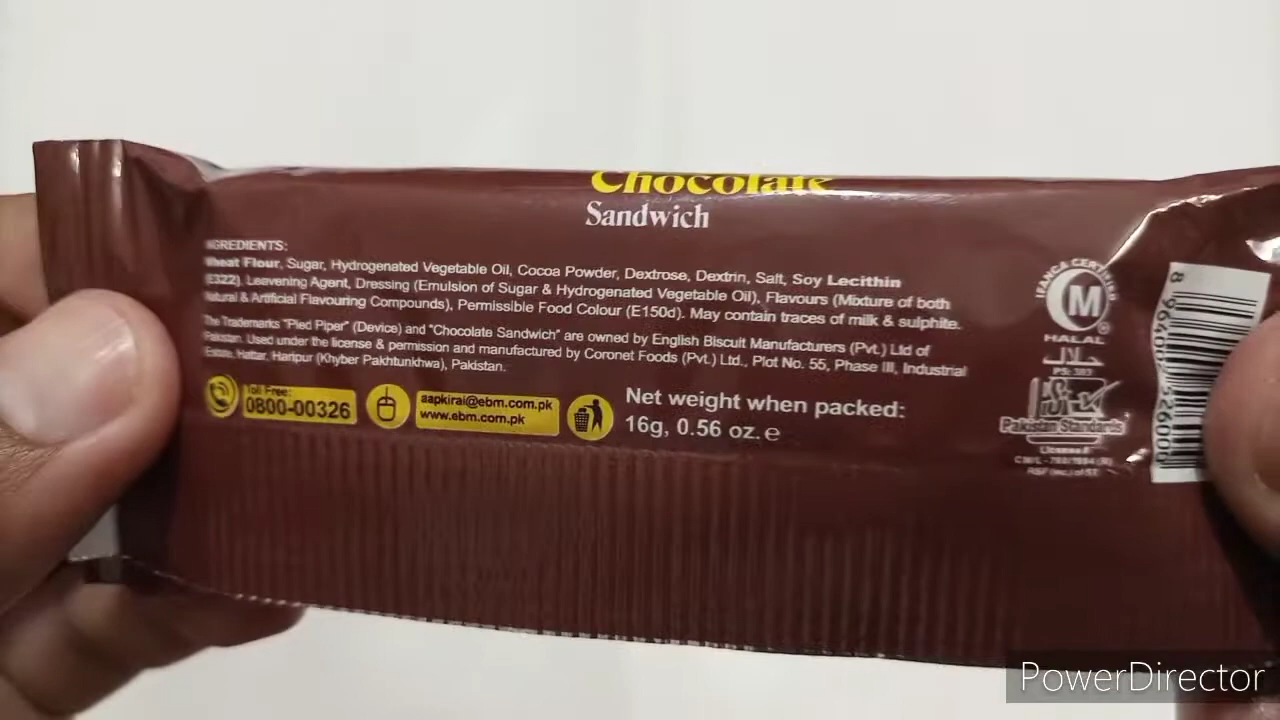 Chocolate
Sandwich
NGREDIENTS:
Wheat Flour, Sugar, Hydrogenated Vegetable Oil, Cocoa Powder, Dextrose, Dextrin, Salt, Soy Lecithin
(E322), Leavening Agent, Dressing (Emulsion of Sugar & Hydrogenated Vegetable Oil), Flavours (Mixture of both
Natural & Artificial Flavouring Compounds), Permissible Food Colour (E150d). May contain traces of milk & sulphite.
The Trademarks "Pied Piper" (Device) and "Chocolate Sandwich" are owned by English Biscuit Manufacturers (Pvt.) Ltd of
Pakistan. Used under the license & permission and manufactured by Coronet Foods (Pvt.) Ltd., Plot No. 55, Phase III, Industrial
Estate, Hattar, Haripur (Khyber Pakhtunkhwa), Pakistan.
Toll Free:
0800-00326
aapkirai@ebm.com.pk
www.ebm.com.pk
Net weight when packed:
16g, 0.56 oz. e
IFANCA CERTIFIED
M
HALAL
حلال
PS: 383
Pakistan Standards
License #
PowerDirector